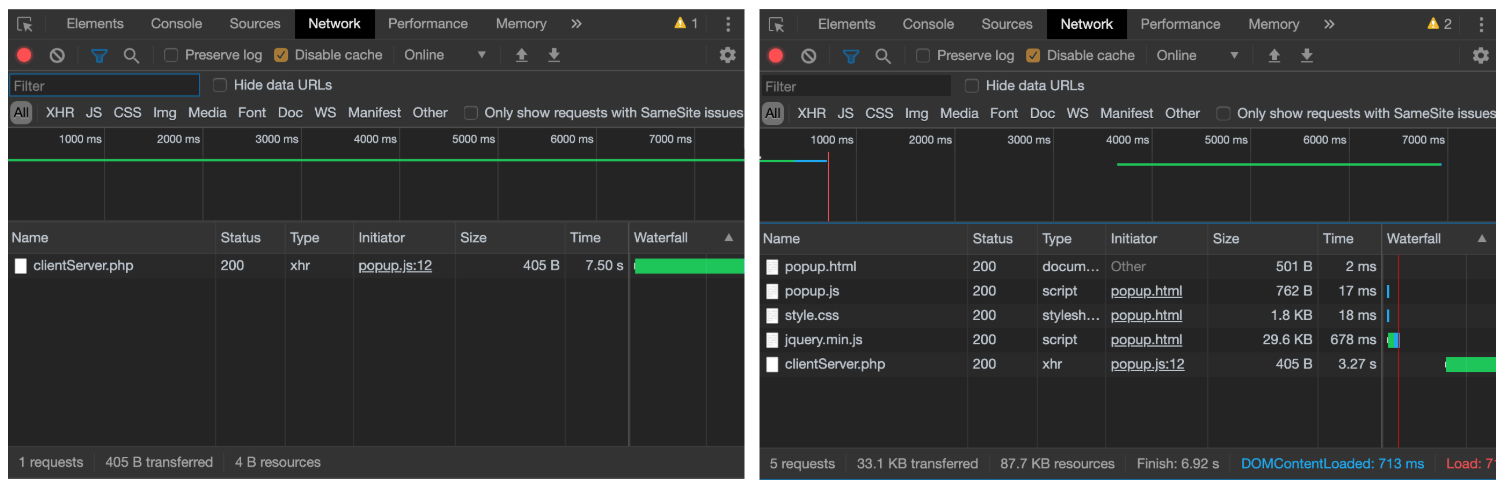 Elements Console Sources Network Performance Memory » 1
Preserve log Disable cache Online
Filter Hide data URLs
All XHR JS CSS Img Media Font Doc WS Manifest Other Only show requests with SameSite issues
1000 ms 2000 ms 3000 ms 4000 ms 5000 ms 6000 ms 7000 ms
Name Status Type Initiator Size Time Waterfall
clientServer.php 200 xhr popup.js:12 405 B 7.50 s
1 requests 405 B transferred 4 B resources
Elements Console Sources Network Performance Memory » 2
Preserve log Disable cache Online
Filter Hide data URLs
All XHR JS CSS Img Media Font Doc WS Manifest Other Only show requests with SameSite issues
1000 ms 2000 ms 3000 ms 4000 ms 5000 ms 6000 ms 7000 ms
Name Status Type Initiator Size Time Waterfall
popup.html 200 docum... Other 501 B 2 ms
popup.js 200 script popup.html 762 B 17 ms
style.css 200 stylesh... popup.html 1.8 KB 18 ms
jquery.min.js 200 script popup.html 29.6 KB 678 ms
clientServer.php 200 xhr popup.js:12 405 B 3.27 s
5 requests 33.1 KB transferred 87.7 KB resources Finish: 6.92 s DOMContentLoaded: 713 ms Load: 71